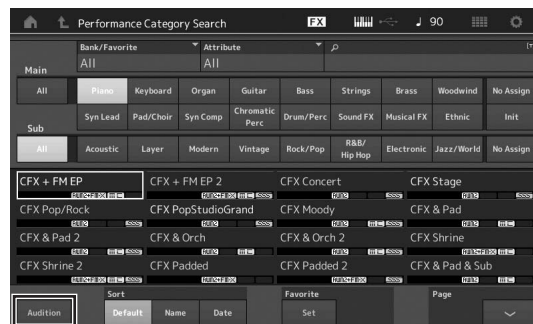 Performance Category Search FX ♩ 90
Bank/Favorite Attribute
Main All All
All Piano Keyboard Organ Guitar Bass Strings Brass Woodwind No Assign
Syn Lead Pad/Choir Syn Comp Chromatic Perc Drum/Perc Sound FX Musical FX Ethnic Init
Sub
All Acoustic Layer Modern Vintage Rock/Pop R&B/ Hip Hop Electronic Jazz/World No Assign
CFX + FM EP CFX + FM EP 2 CFX Concert CFX Stage
CFX Pop/Rock CFX PopStudioGrand CFX Moody CFX & Pad
CFX & Pad 2 CFX & Orch CFX & Orch 2 CFX Shrine
CFX Shrine 2 CFX Padded CFX Padded 2 CFX & Pad & Sub
Sort Favorite Page
Audition Default Name Date Set